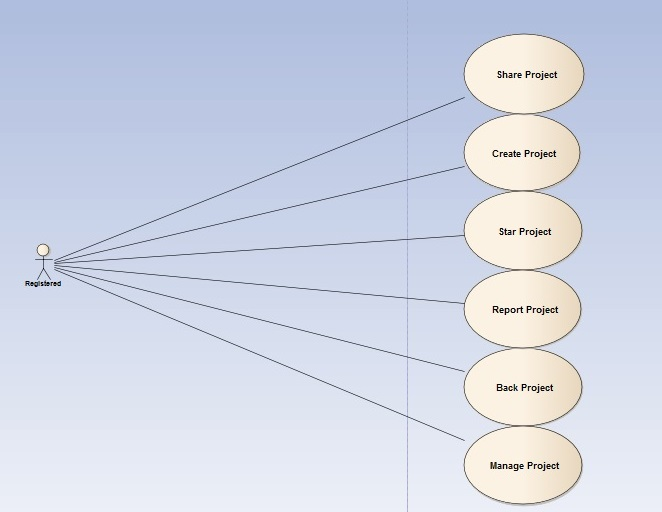 Share Project
Create Project
Star Project
Registered
Report Project
Back Project
Manage Project